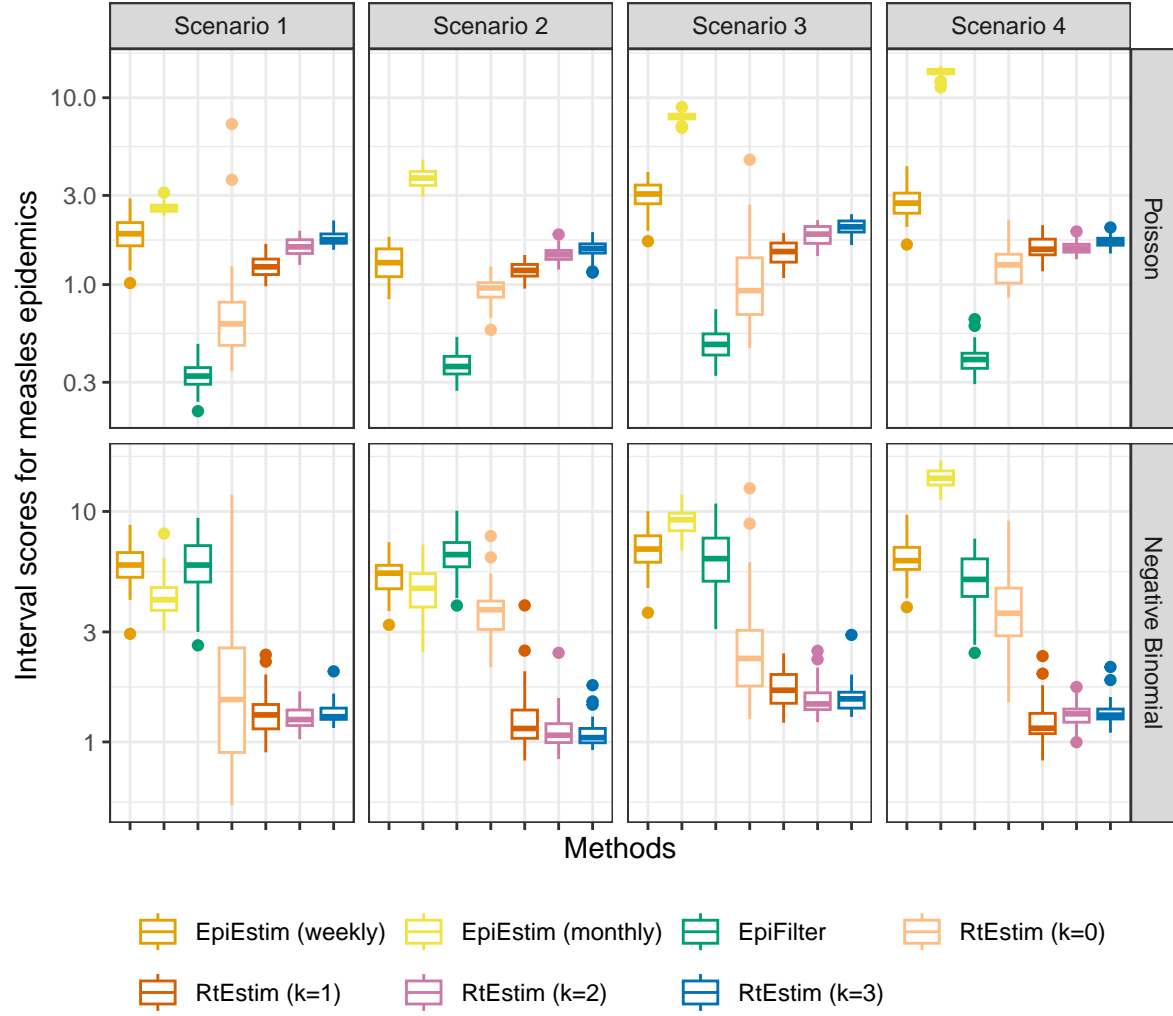 Scenario 1 Scenario 2 Scenario 3 Scenario 4
Interval scores for measles epidemics
10.0
3.0
1.0
0.3
Poisson
10
3
1
Negative Binomial
Methods
EpiEstim (weekly) EpiEstim (monthly) EpiFilter RtEstim (k=0)
RtEstim (k=1) RtEstim (k=2) RtEstim (k=3)